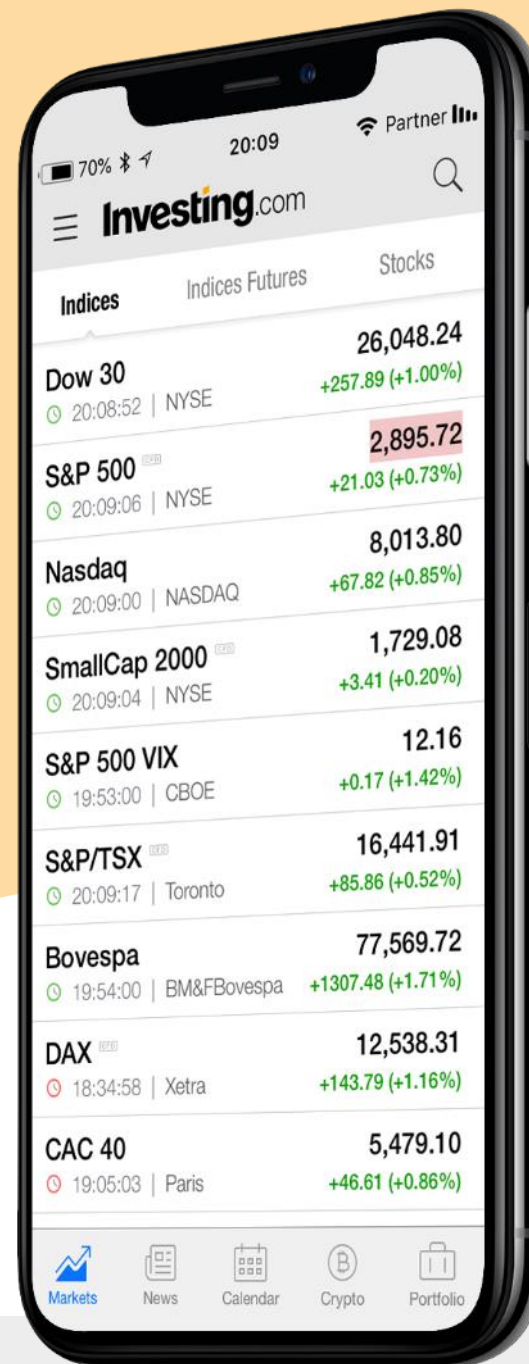 70% 20:09 Partner
Investing.com
Indices Indices Futures Stocks
Dow 30 26,048.24
20:08:52 | NYSE +257.89 (+1.00%)
S&P 500 CFD 2,895.72
20:09:06 | NYSE +21.03 (+0.73%)
Nasdaq 8,013.80
20:09:00 | NASDAQ +67.82 (+0.85%)
SmallCap 2000 CFD 1,729.08
20:09:04 | NYSE +3.41 (+0.20%)
S&P 500 VIX 12.16
19:53:00 | CBOE +0.17 (+1.42%)
S&P/TSX CFD 16,441.91
20:09:17 | Toronto +85.86 (+0.52%)
Bovespa 77,569.72
19:54:00 | BM&FBovespa +1307.48 (+1.71%)
DAX CFD 12,538.31
18:34:58 | Xetra +143.79 (+1.16%)
CAC 40 5,479.10
19:05:03 | Paris +46.61 (+0.86%)
Markets News Calendar Crypto Portfolio